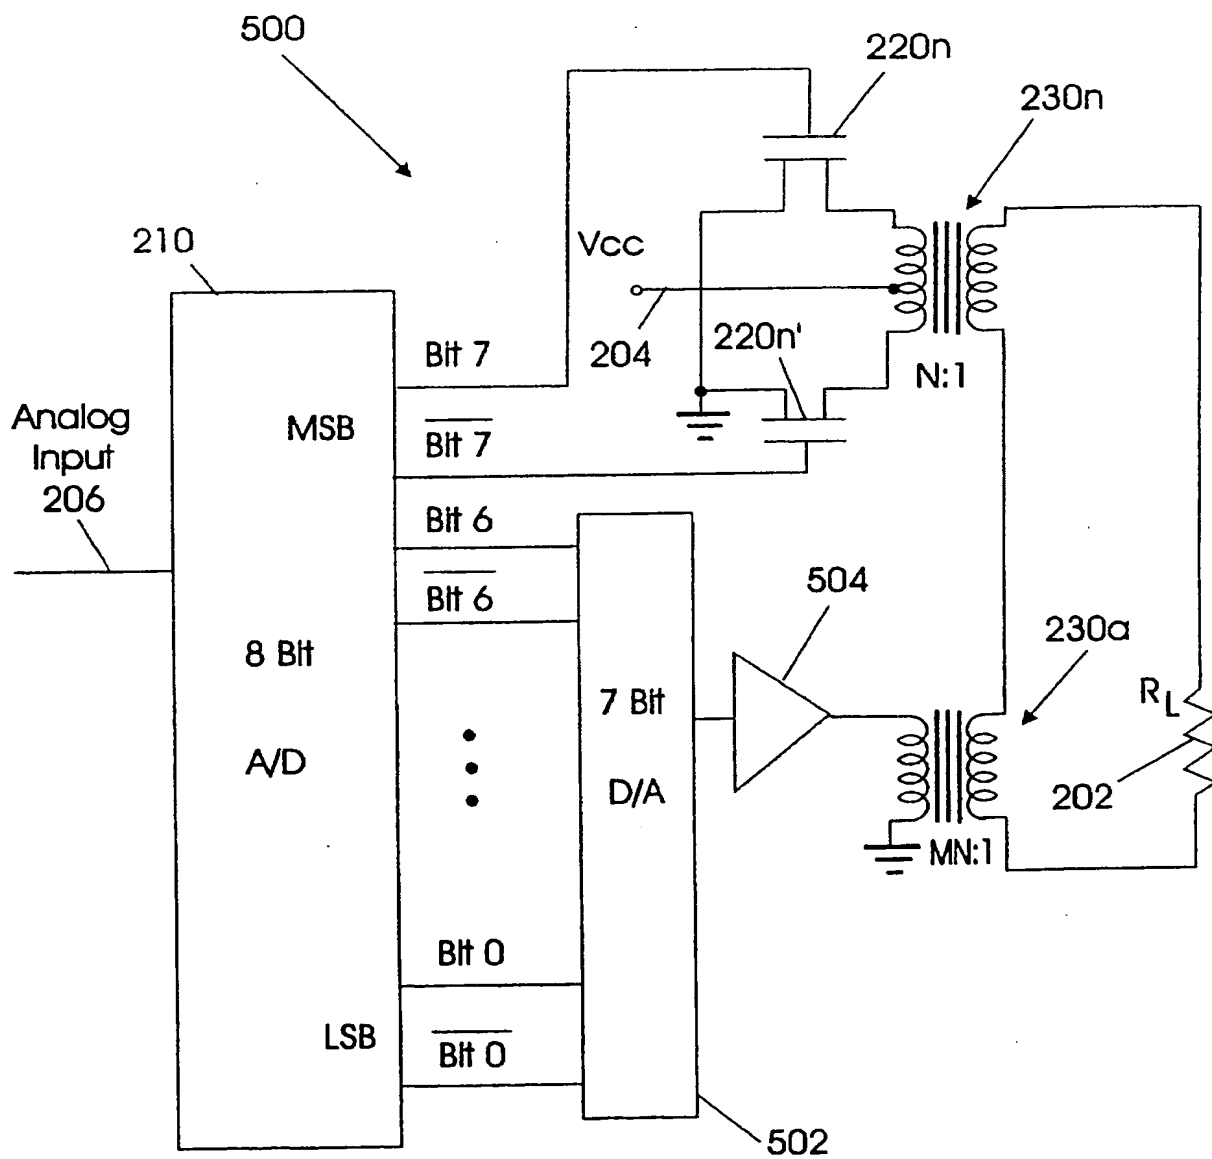 500
220n
230n
210
Vcc
204
220n'
N:1
Bit 7
MSB
Bit 7
Analog
Input
206
Bit 6
Bit 6
504
8 Bit
A/D
7 Bit
D/A
230a
RL
202
MN:1
Bit 0
LSB
Bit 0
502